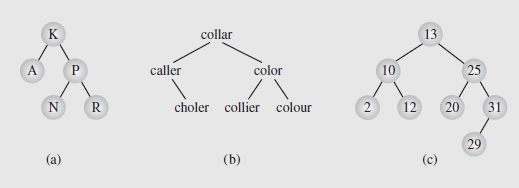 K
A P
N R
(a)
collar
caller color
choler collier colour
(b)
13
10 25
2 12 20 31
29
(c)